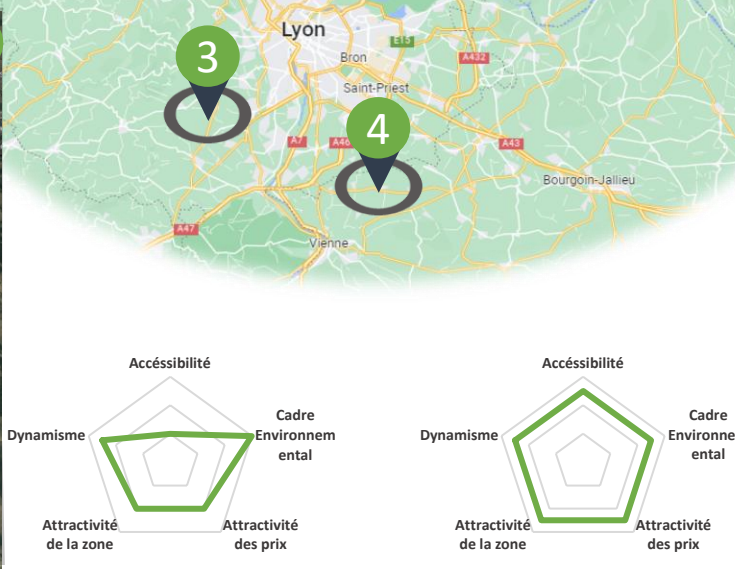 Lyon
E15
3
Bron
A432
Saint-Priest
4
A7
A46
A43
Bourgoin-Jallieu
A47
Vienne
Accéssibilité
Dynamisme
Cadre
Environnem
ental
Attractivité
de la zone
Attractivité
des prix
Accéssibilité
Dynamisme
Cadre
Environne
ental
Attractivité
de la zone
Attractivité
des prix